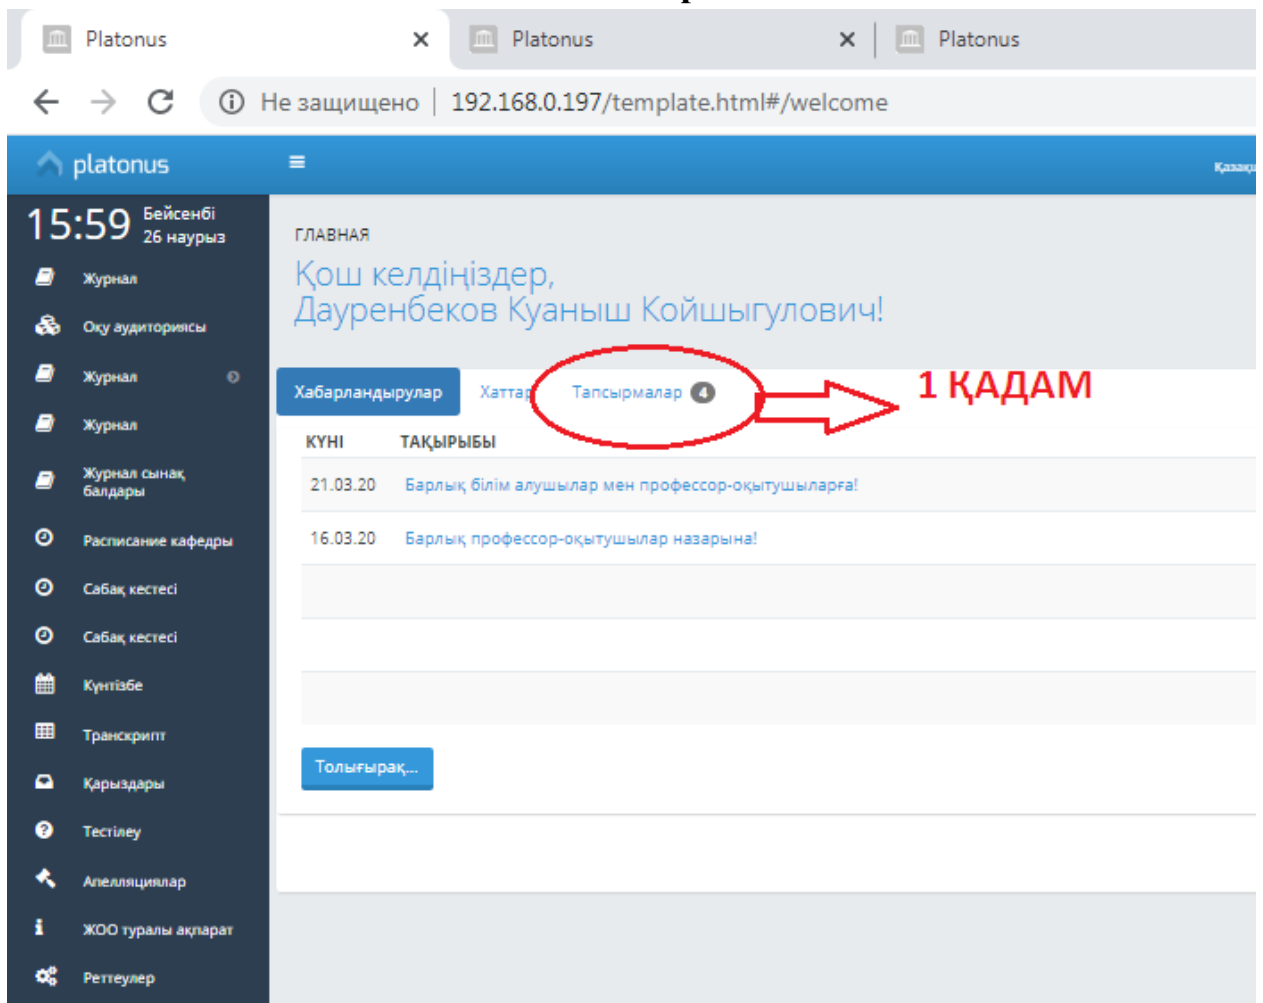 Platonus
Platonus
Platonus
Не защищено | 192.168.0.197/template.html#/welcome
platonus
15:59 Бейсенбі
26 наурыз
Журнал
Оқу аудиториясы
Журнал
Журнал
Журнал сынақ
балдары
Расписание кафедры
Сабақ кестесі
Сабақ кестесі
Күнтізбе
Транскрипт
Қарыздары
Тестілеу
Апелляциялар
ЖОО туралы ақпарат
Реттеулер
ГЛАВНАЯ
Қош келдіңіздер,
Дауренбеков Куаныш Койшыгулович!
Хабарландырулар Хаттар Тапсырмалар 4
1 ҚАДАМ
КҮНІ ТАҚЫРЫБЫ
21.03.20 Барлық білім алушылар мен профессор-оқытушыларға!
16.03.20 Барлық профессор-оқытушылар назарына!
Толығырақ...